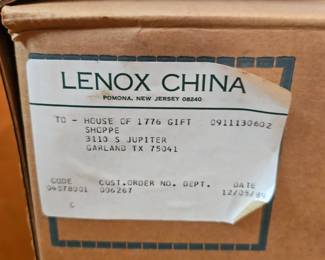 LENOX CHINA
POMONA, NEW JERSEY 08240
TO - HOUSE OF 1776 GIFT 0911130602
SHOPPE
3110 S JUPITER
GARLAND TX 75041
CODE CUST.ORDER NO. DEPT. DATE
006267